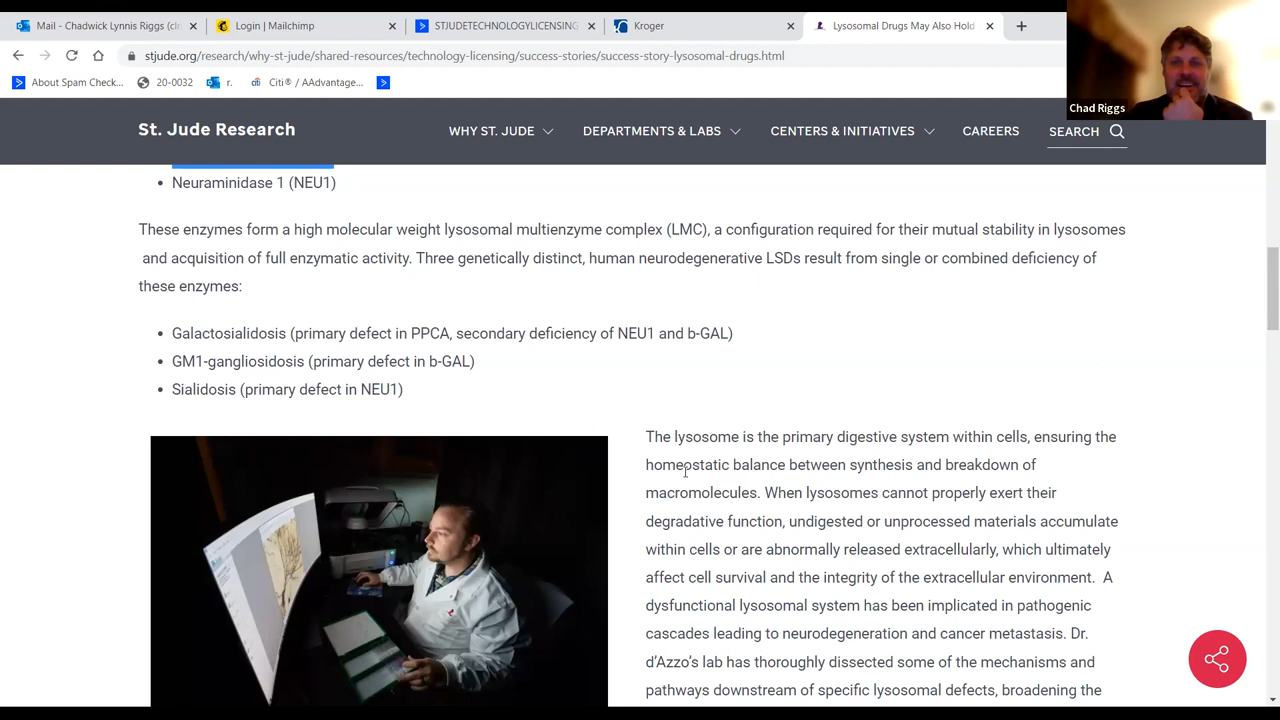 Mail - Chadwick Lynnis Riggs (cl
Login | Mailchimp
STJUDETECHNOLOGYLICENSING
Kroger
Lysosomal Drugs May Also Hold
stjude.org/research/why-st-jude/shared-resources/technology-licensing/success-stories/success-story-lysosomal-drugs.html
About Spam Check...
20-0032
r.
Citi® / AAdvantage...
Chad Riggs
St. Jude Research
WHY ST. JUDE
DEPARTMENTS & LABS
CENTERS & INITIATIVES
CAREERS
SEARCH
• Neuraminidase 1 (NEU1)
These enzymes form a high molecular weight lysosomal multienzyme complex (LMC), a configuration required for their mutual stability in lysosomes
and acquisition of full enzymatic activity. Three genetically distinct, human neurodegenerative LSDs result from single or combined deficiency of
these enzymes:
• Galactosialidosis (primary defect in PPCA, secondary deficiency of NEU1 and b-GAL)
• GM1-gangliosidosis (primary defect in b-GAL)
• Sialidosis (primary defect in NEU1)
The lysosome is the primary digestive system within cells, ensuring the
homeostatic balance between synthesis and breakdown of
macromolecules. When lysosomes cannot properly exert their
degradative function, undigested or unprocessed materials accumulate
within cells or are abnormally released extracellularly, which ultimately
affect cell survival and the integrity of the extracellular environment. A
dysfunctional lysosomal system has been implicated in pathogenic
cascades leading to neurodegeneration and cancer metastasis. Dr.
d'Azzo's lab has thoroughly dissected some of the mechanisms and
pathways downstream of specific lysosomal defects, broadening the